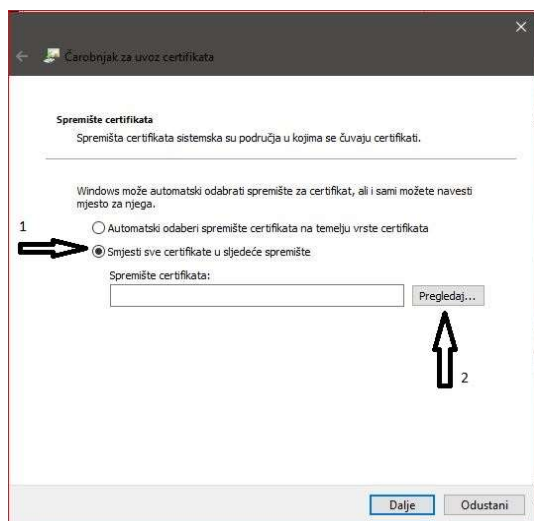 Čarobnjak za uvoz certifikata
Spremište certifikata
Spremišta certifikata sistemska su područja u kojima se čuvaju certifikati.
Windows može automatski odabrati spremište za certifikat, ali i sami možete navesti
mjesto za njega.
1
Automatski odaberi spremište certifikata na temelju vrste certifikata
Smjesti sve certifikate u sljedeće spremište
Spremište certifikata:
Pregledaj...
2
Dalje
Odustani